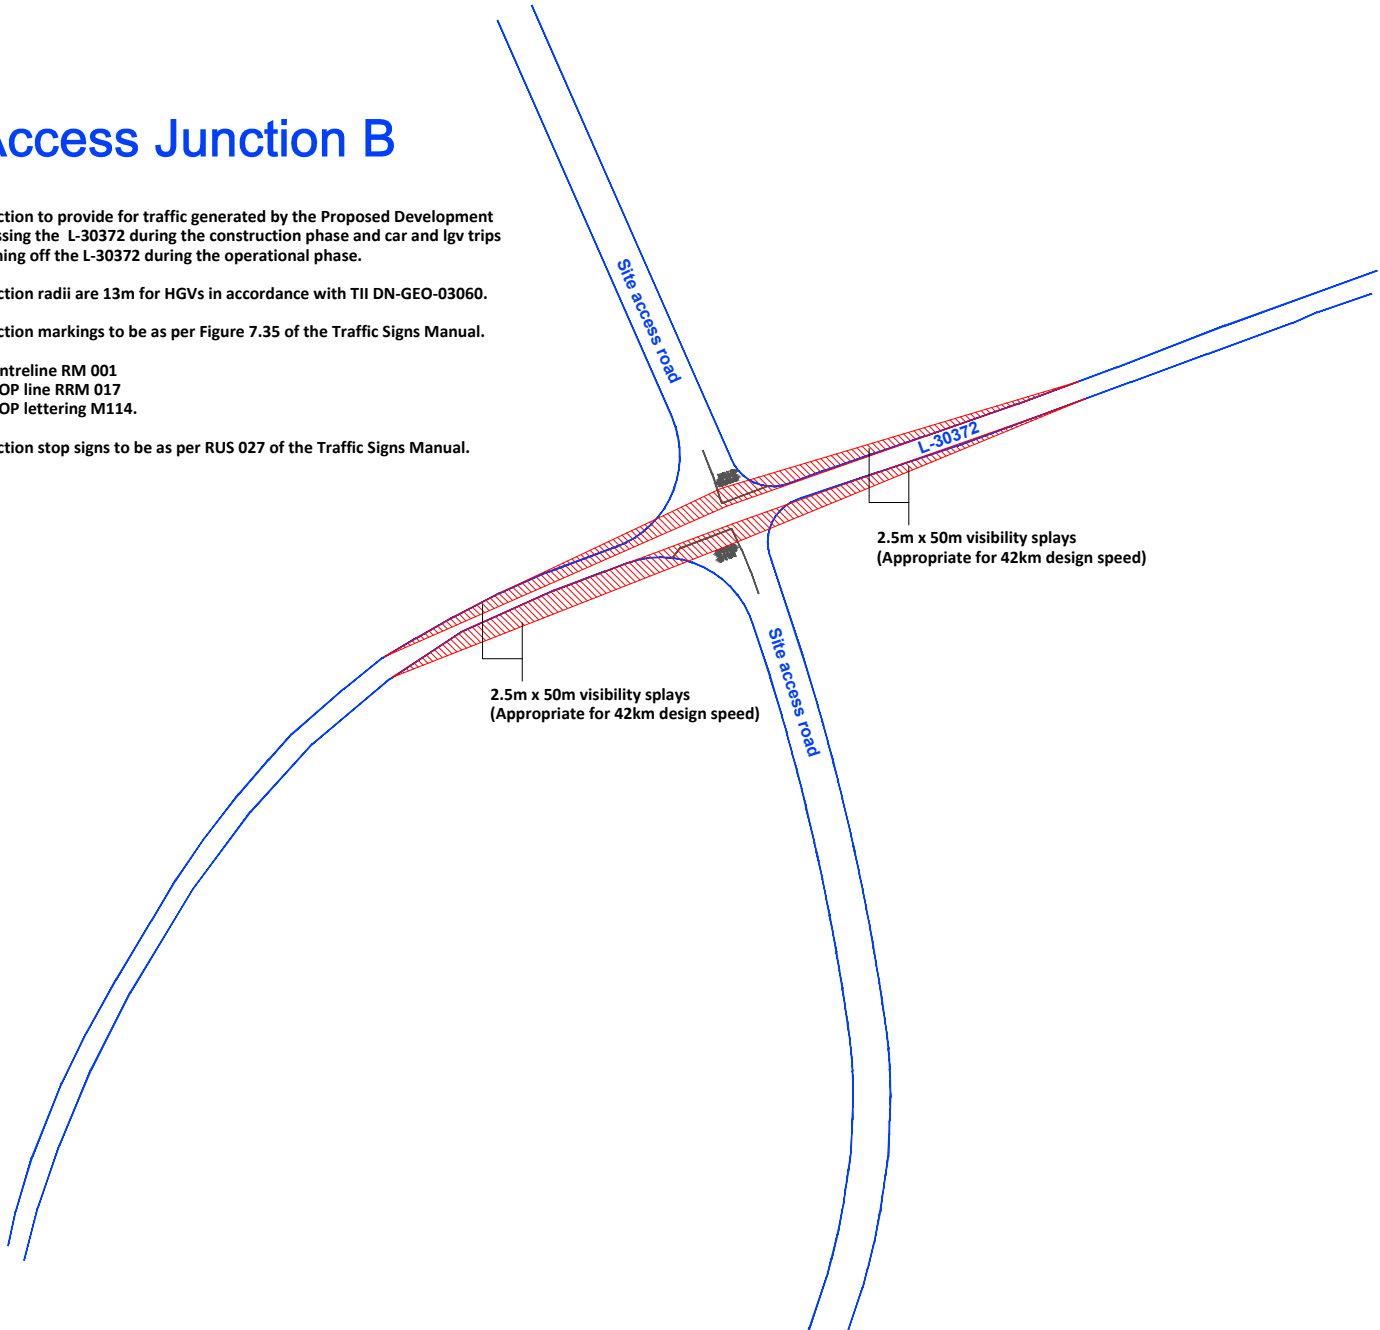 Access Junction B
ction to provide for traffic generated by the Proposed Development
ssing the L-30372 during the construction phase and car and lgv trips
ning off the L-30372 during the operational phase.
ction radii are 13m for HGVs in accordance with TII DN-GEO-03060.
ction markings to be as per Figure 7.35 of the Traffic Signs Manual.
ntreline RM 001
OP line RRM 017
OP lettering M114.
ction stop signs to be as per RUS 027 of the Traffic Signs Manual.
Site access road
L-30372
2.5m x 50m visibility splays
(Appropriate for 42km design speed)
2.5m x 50m visibility splays
(Appropriate for 42km design speed)
Site access road